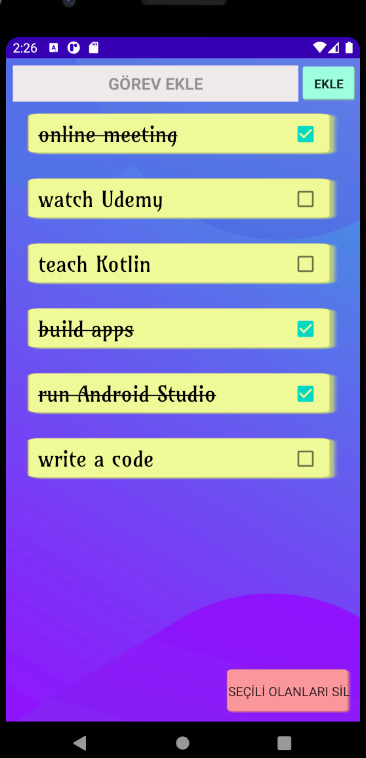 2:26
GÖREV EKLE
EKLE
online meeting
watch Udemy
teach Kotlin
build apps
run Android Studio
write a code
SEÇİLİ OLANLARI SİL